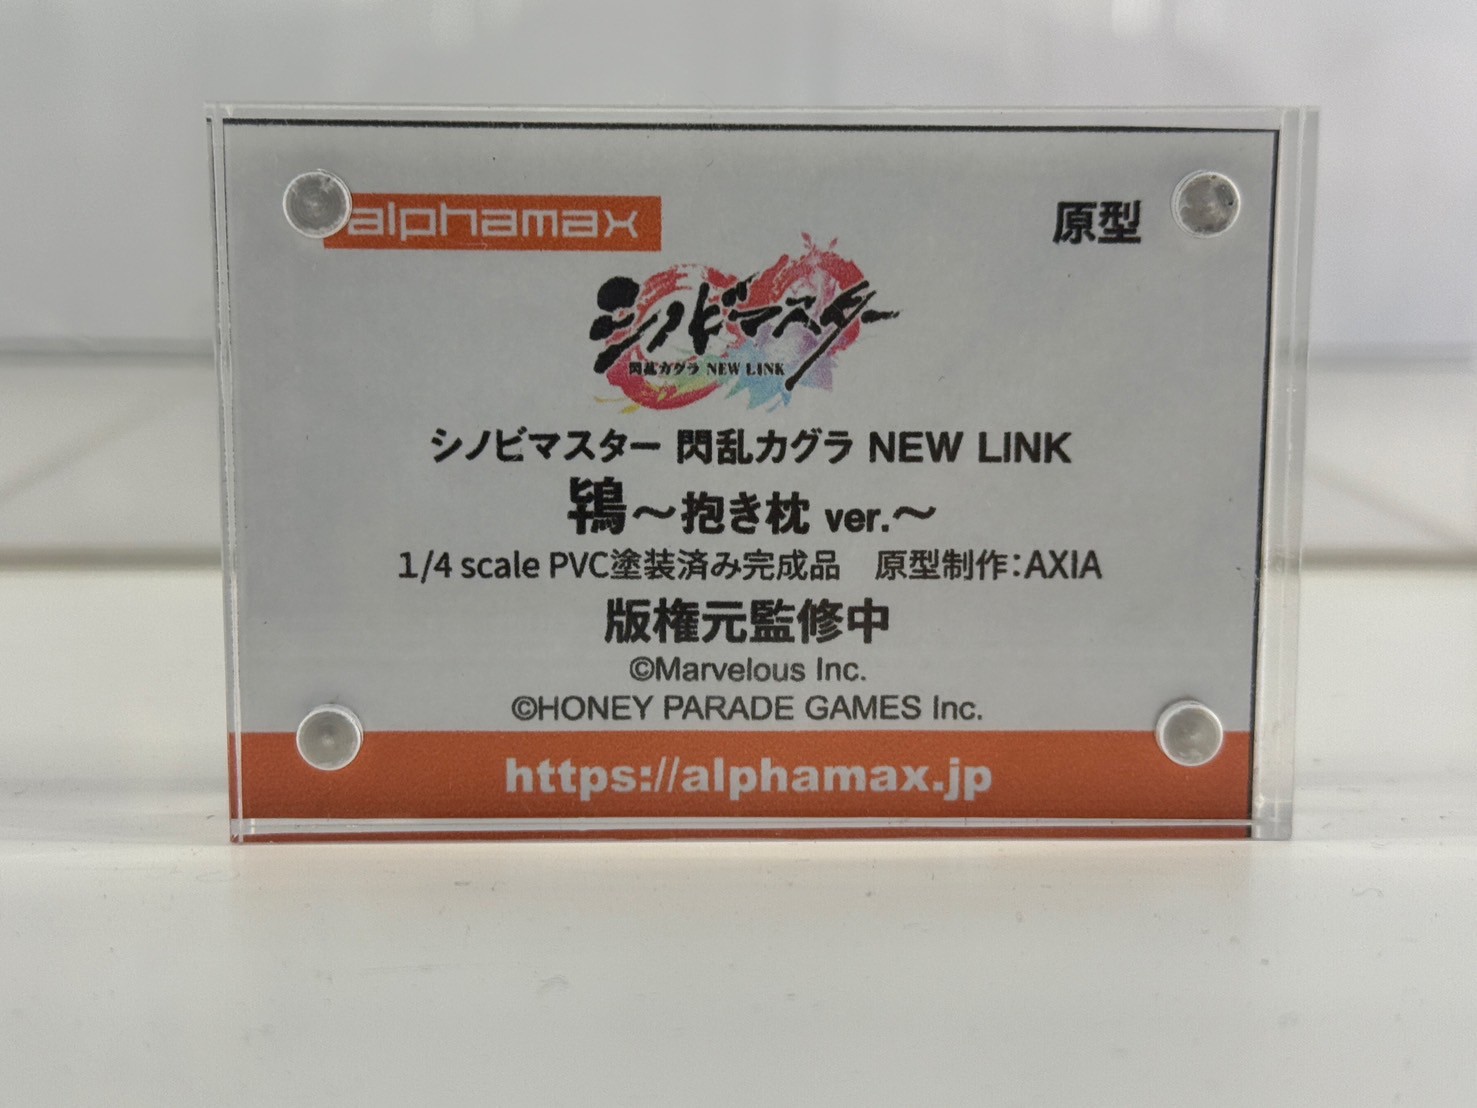 alphamax
原型
シノビマスター
閃乱カグラ NEW LINK
シノビマスター 閃乱カグラ NEW LINK
～抱き枕 ver.～
1/4 scale PVC塗装済み完成品　原型制作：AXIA
版権元監修中
©Marvelous Inc.
©HONEY PARADE GAMES Inc.
https://alphamax.jp